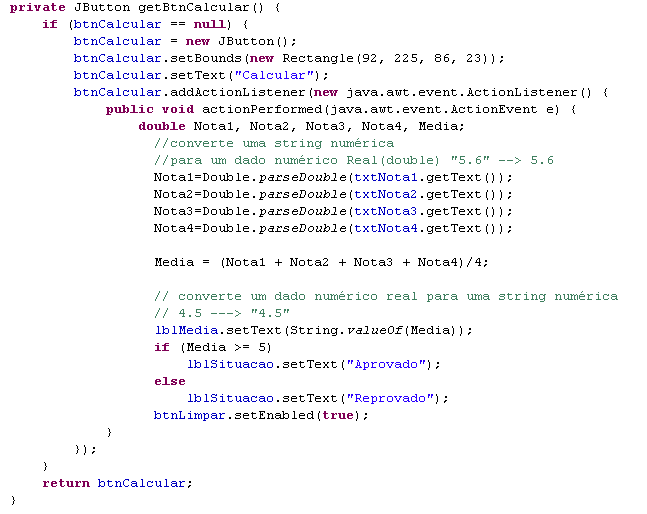 private JButton getBtnCalcular() {
if (btnCalcular == null) {
btnCalcular = new JButton();
btnCalcular.setBounds(new Rectangle(92, 225, 86, 23));
btnCalcular.setText("Calcular");
btnCalcular.addActionListener(new java.awt.event.ActionListener() {
public void actionPerformed(java.awt.event.ActionEvent e) {
double Nota1, Nota2, Nota3, Nota4, Media;
//converte uma string numérica
//para um dado numérico Real(double) "5.6" --> 5.6
Nota1=Double.parseDouble(txtNota1.getText());
Nota2=Double.parseDouble(txtNota2.getText());
Nota3=Double.parseDouble(txtNota3.getText());
Nota4=Double.parseDouble(txtNota4.getText());
Media = (Nota1 + Nota2 + Nota3 + Nota4)/4;
// converte um dado numérico real para uma string numérica
// 4.5 ---> "4.5"
lblMedia.setText(String.valueOf(Media));
if (Media >= 5)
lblSituacao.setText("Aprovado");
else
lblSituacao.setText("Reprovado");
btnLimpar.setEnabled(true);
}
});
}
return btnCalcular;
}